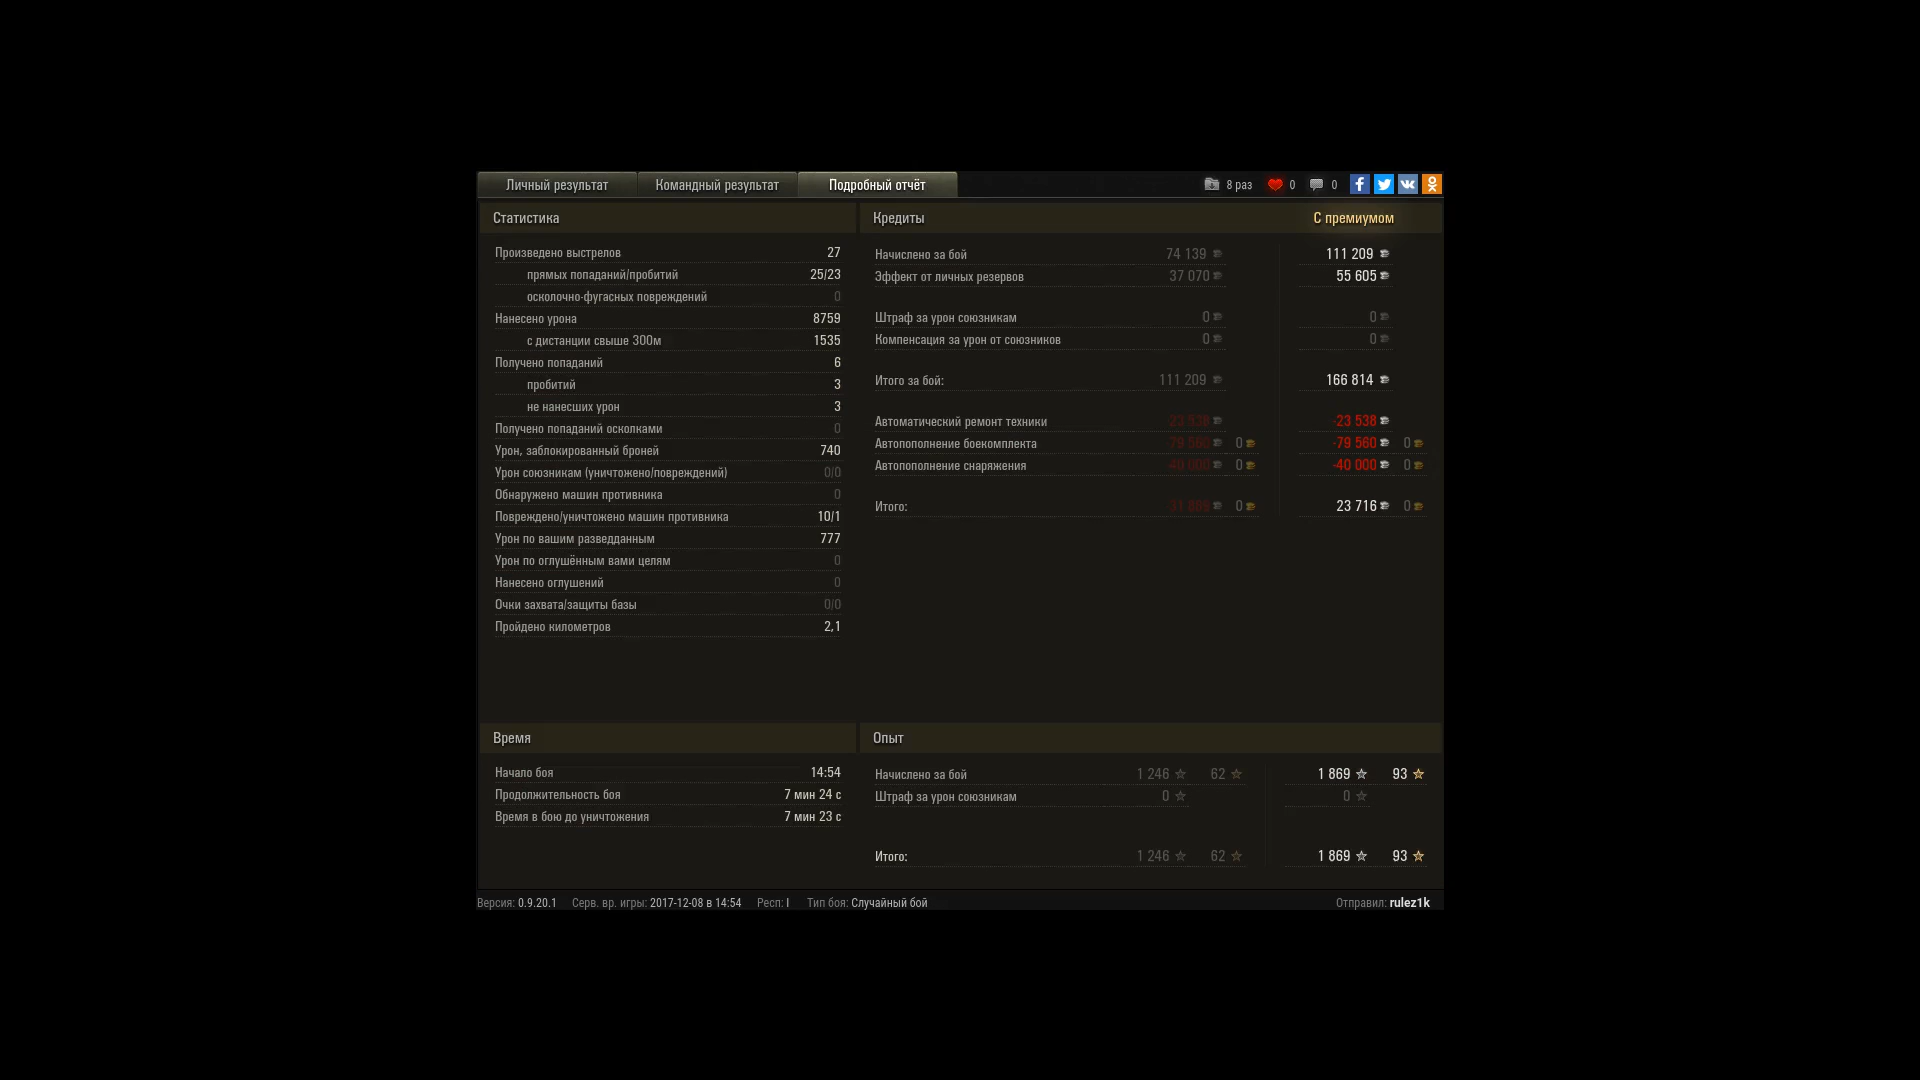 Личный результат Командный результат Подробный отчёт 8 раз 0 0
Статистика
Произведено выстрелов 27
прямых попаданий/пробитий 25/23
осколочно-фугасных повреждений 0
Нанесено урона 8759
с дистанции свыше 300м 1535
Получено попаданий 6
пробитий 3
не нанесших урон 3
Получено попаданий осколками 0
Урон, заблокированный броней 740
Урон союзникам (уничтожено/повреждений) 0/0
Обнаружено машин противника 0
Повреждено/уничтожено машин противника 10/1
Урон по вашим разведданным 777
Урон по оглушённым вами целям 0
Нанесено оглушений 0
Очки захвата/защиты базы 0/0
Пройдено километров 2,1
Кредиты С премиумом
Начислено за бой 74 139 111 209
Эффект от личных резервов 37 070 55 605
Штраф за урон союзникам 0 0
Компенсация за урон от союзников 0 0
Итого за бой: 111 209 166 814
Автоматический ремонт техники -23 538 -23 538
Автопополнение боекомплекта -79 560 0 -79 560 0
Автопополнение снаряжения -40 000 0 -40 000 0
Итого: 0 23 716 0
Время
Начало боя 14:54
Продолжительность боя 7 мин 24 с
Время в бою до уничтожения 7 мин 23 с
Опыт
Начислено за бой 1 246 62 1 869 93
Штраф за урон союзникам 0 0
Итого: 1 246 62 1 869 93
Версия: 0.9.20.1 Серв. вр. игры: 2017-12-08 в 14:54 Респ: I Тип боя: Случайный бой Отправил: rulez1k